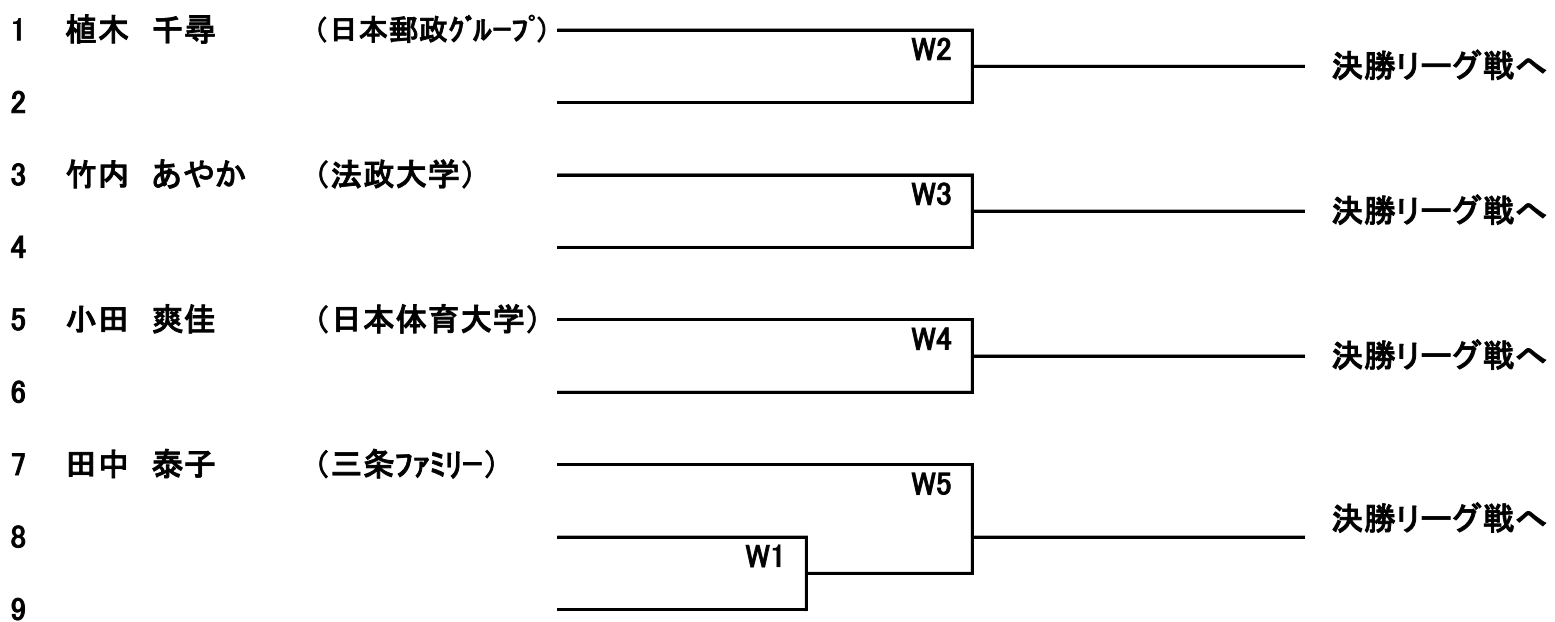 1 植木 千尋 （日本郵政ｸﾞﾙｰﾌﾟ）
W2
決勝リーグ戦へ
2
3 竹内 あやか （法政大学）
W3
決勝リーグ戦へ
4
5 小田 爽佳 （日本体育大学）
W4
決勝リーグ戦へ
6
7 田中 泰子 （三条ﾌｧﾐﾘｰ）
W5
決勝リーグ戦へ
8
W1
9